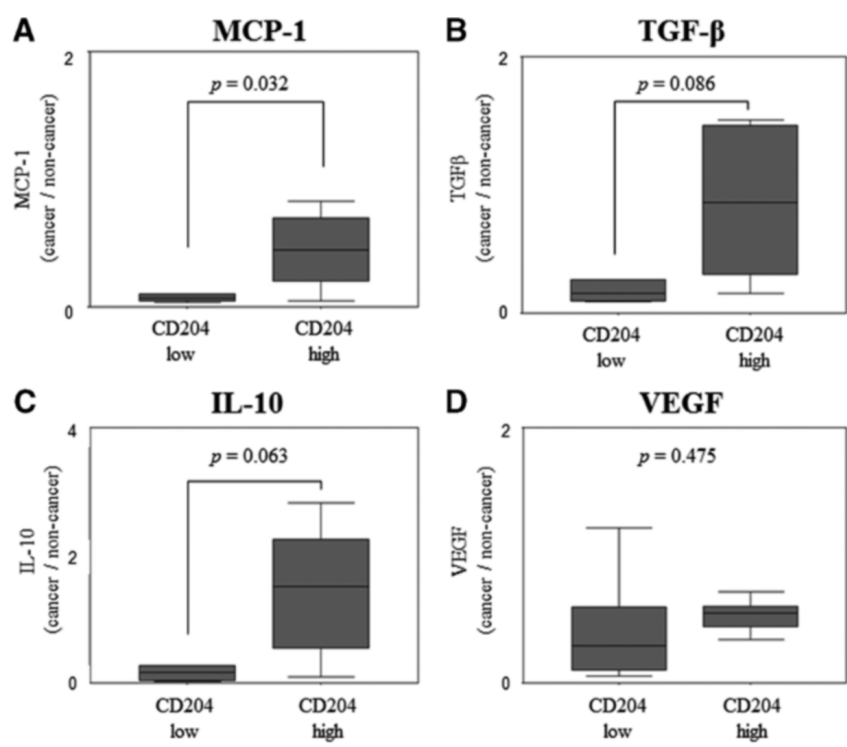 A
MCP-1
2
p = 0.032
MCP-1
(cancer / non-cancer)
0
CD204
low
CD204
high
B
TGF-β
2
p = 0.086
TGFβ
(cancer / non-cancer)
0
CD204
low
CD204
high
C
IL-10
4
p = 0.063
2
IL-10
(cancer / non-cancer)
0
CD204
low
CD204
high
D
VEGF
2
p = 0.475
VEGF
(cancer / non-cancer)
0
CD204
low
CD204
high